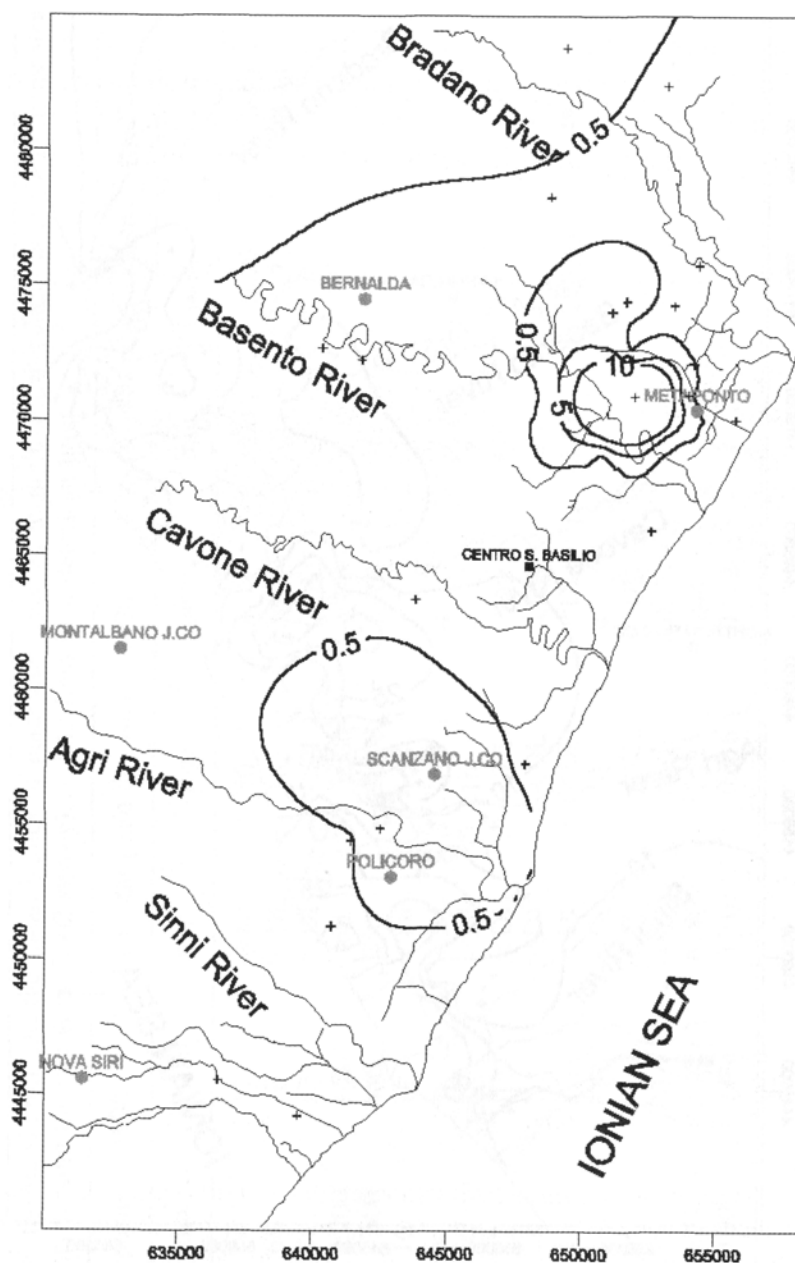 Bradano River
0.5
4480000
4475000
BERNALDA
Basento River
0.5
10
5
METAPONTO
4470000
Cavone River
CENTRO S. BASILIO
4465000
MONTALBANO J.CO
0.5
4460000
Agri River
SCANZANO J.CO
4455000
POLICORO
0.5
Sinni River
4450000
IONIAN SEA
NOVA SIRI
4445000
635000
640000
645000
650000
655000